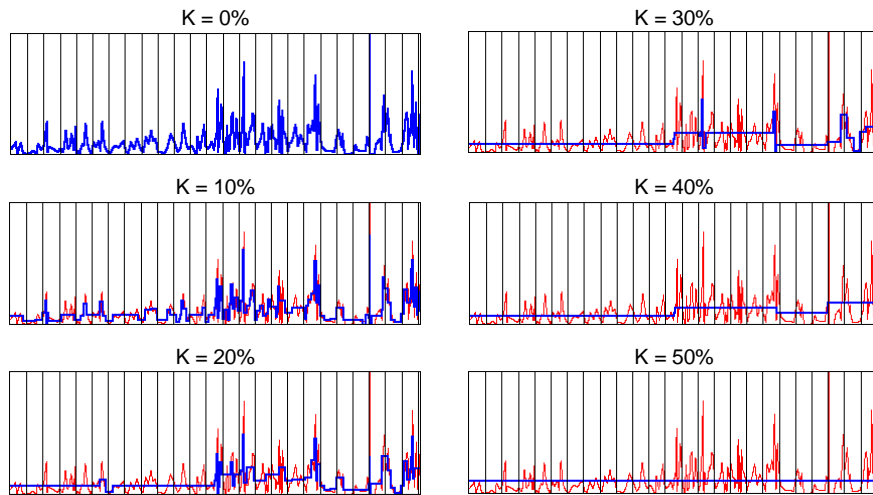 K = 0%
K = 30%
K = 10%
K = 40%
K = 20%
K = 50%